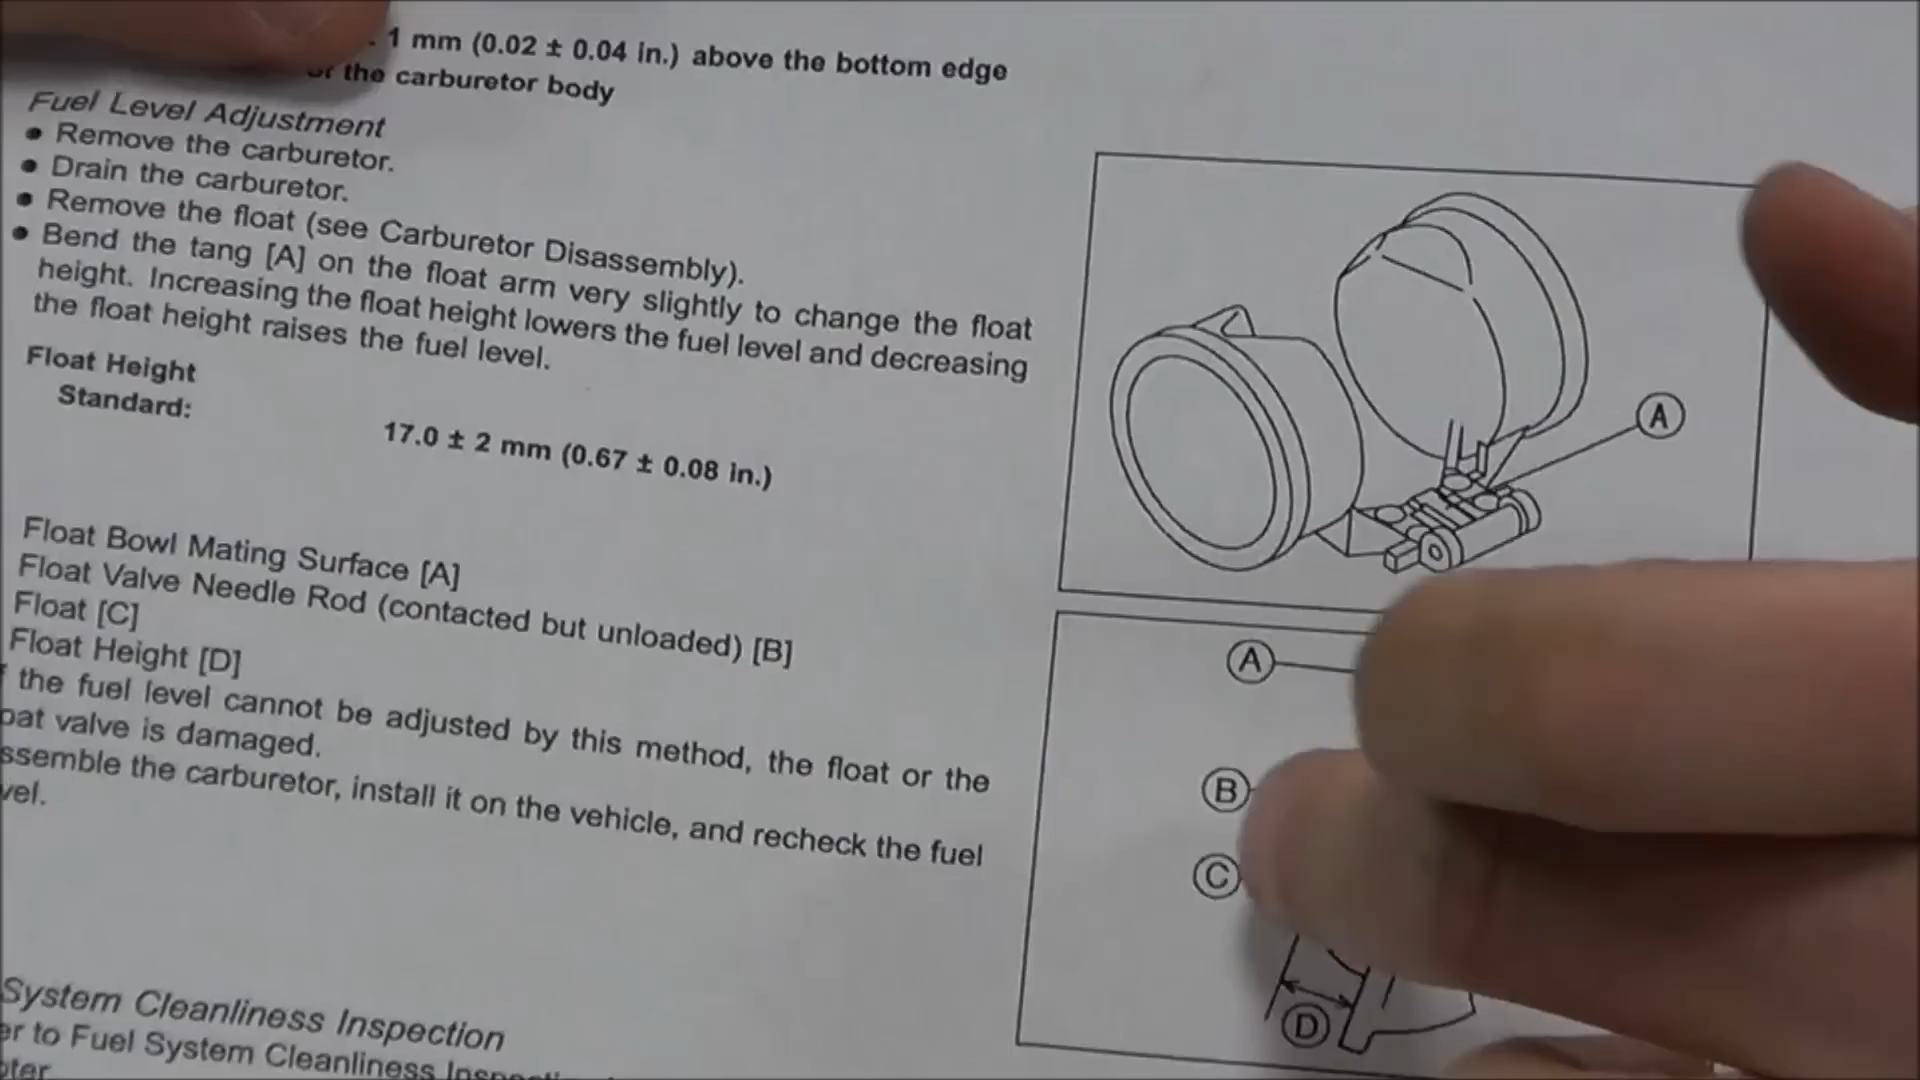 1 mm (0.02 ± 0.04 in.) above the bottom edge
of the carburetor body
Fuel Level Adjustment
• Remove the carburetor.
• Drain the carburetor.
• Remove the float (see Carburetor Disassembly).
• Bend the tang [A] on the float arm very slightly to change the float
height. Increasing the float height lowers the fuel level and decreasing
the float height raises the fuel level.
Float Height
Standard:
17.0 ± 2 mm (0.67 ± 0.08 in.)
Float Bowl Mating Surface [A]
Float Valve Needle Rod (contacted but unloaded) [B]
Float [C]
Float Height [D]
the fuel level cannot be adjusted by this method, the float or the
oat valve is damaged.
ssemble the carburetor, install it on the vehicle, and recheck the fuel
vel.
System Cleanliness Inspection
er to Fuel System Cleanliness
pter
A
A
B
C
D